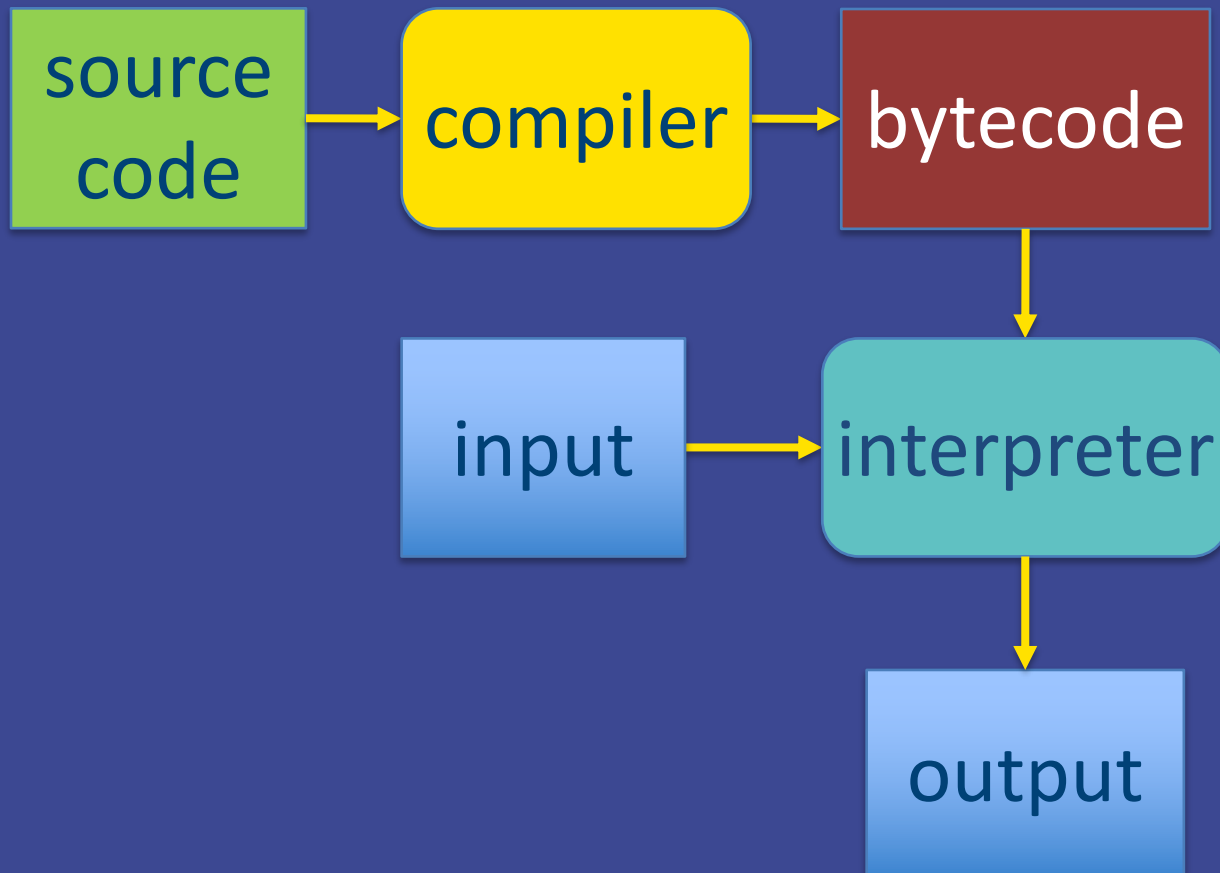 source
code
compiler
bytecode
input
interpreter
output